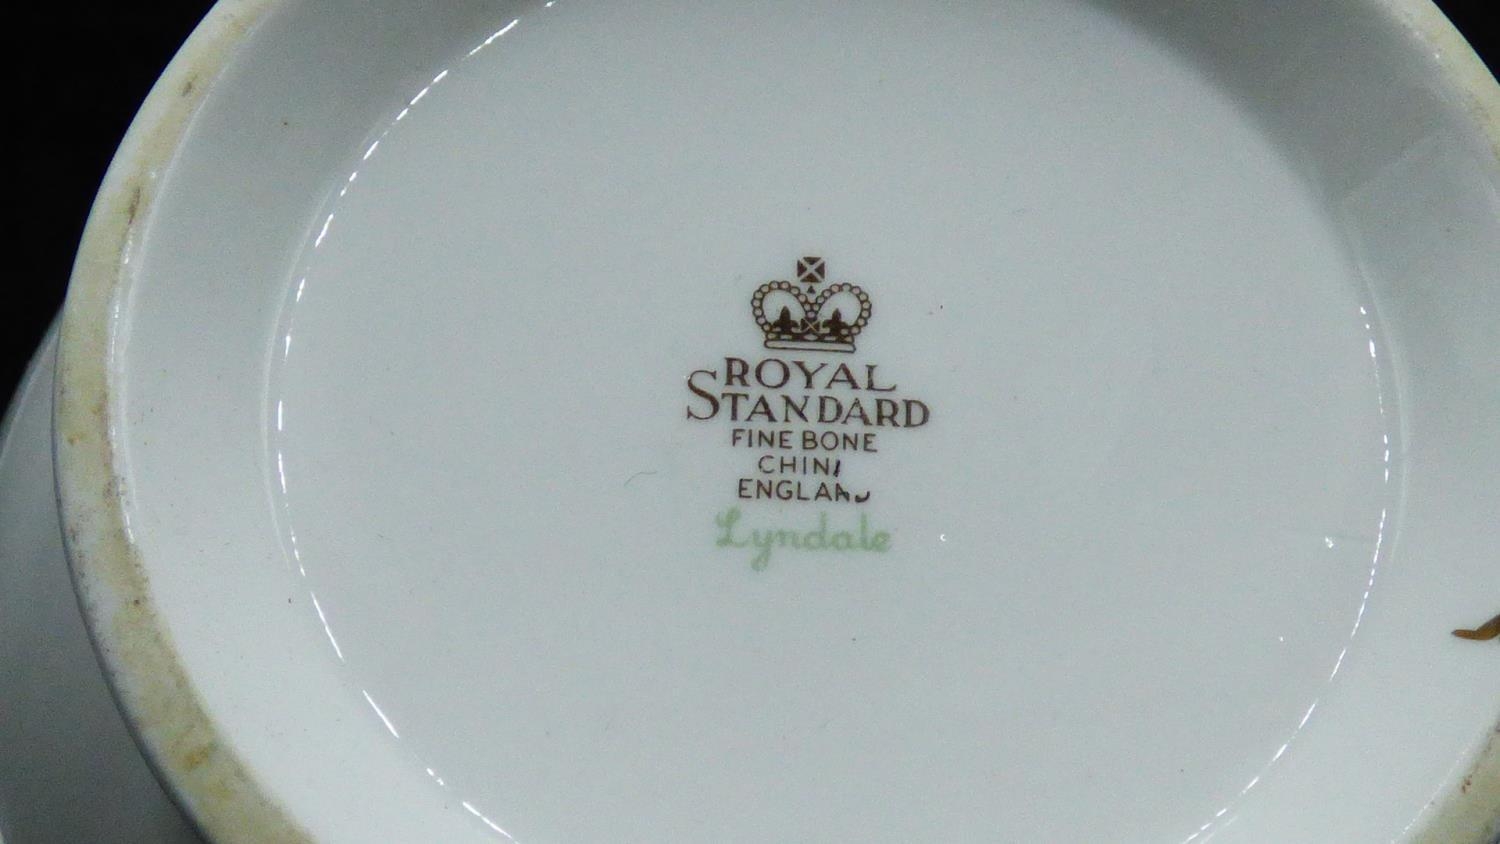 ROYAL
STANDARD
FINE BONE
CHINA
ENGLAND
Lyndale